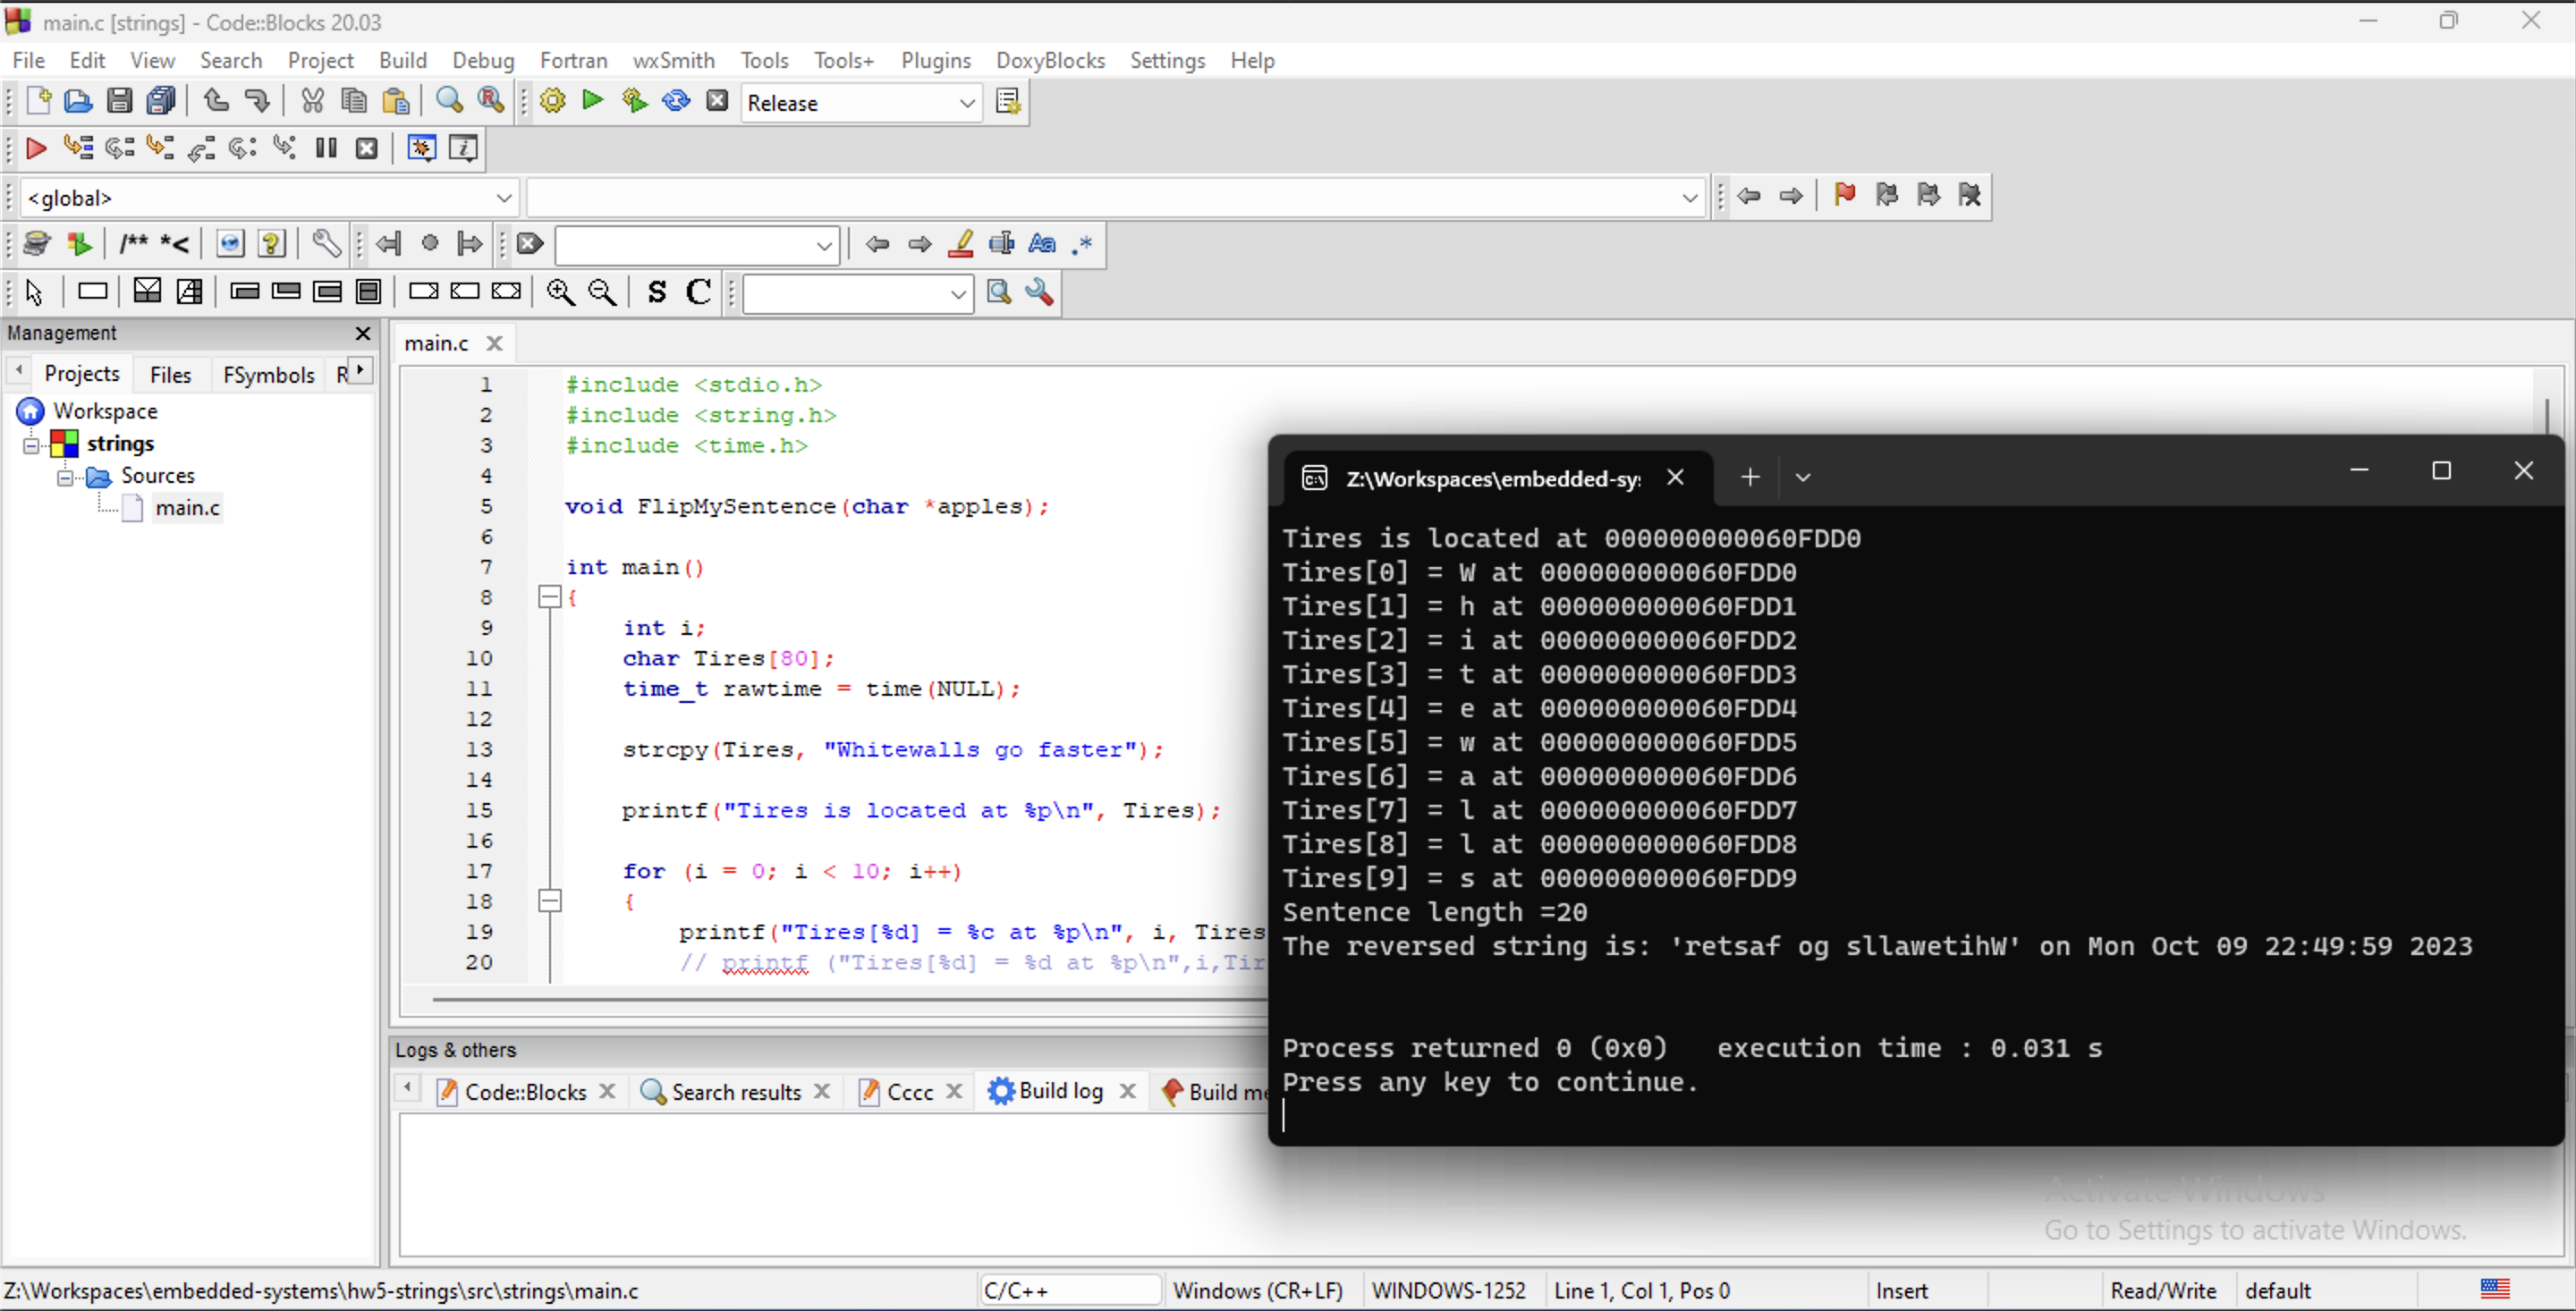 main.c [strings] - Code::Blocks 20.03
File Edit View Search Project Build Debug Fortran wxSmith Tools Tools+ Plugins DoxyBlocks Settings Help
Release
<global>
/** *<
Aa .*
S C
Management
main.c
Projects Files FSymbols R
Workspace
strings
Sources
main.c
1 #include <stdio.h>
2 #include <string.h>
3 #include <time.h>
4
5 void FlipMySentence(char *apples);
6
7 int main()
8 {
9 int i;
10 char Tires[80];
11 time_t rawtime = time(NULL);
12
13 strcpy(Tires, "Whitewalls go faster");
14
15 printf("Tires is located at %p\n", Tires);
16
17 for (i = 0; i < 10; i++)
18 {
19 printf("Tires[%d] = %c at %p\n", i, Tires
20 // printf ("Tires[%d] = %d at %p\n",i,Tir
Z:\Workspaces\embedded-sy
Tires is located at 000000000060FDD0
Tires[0] = W at 000000000060FDD0
Tires[1] = h at 000000000060FDD1
Tires[2] = i at 000000000060FDD2
Tires[3] = t at 000000000060FDD3
Tires[4] = e at 000000000060FDD4
Tires[5] = w at 000000000060FDD5
Tires[6] = a at 000000000060FDD6
Tires[7] = l at 000000000060FDD7
Tires[8] = l at 000000000060FDD8
Tires[9] = s at 000000000060FDD9
Sentence length =20
The reversed string is: 'retsaf og sllawetihW' on Mon Oct 09 22:49:59 2023
Process returned 0 (0x0)   execution time : 0.031 s
Press any key to continue.
Logs & others
Code::Blocks Search results Cccc Build log Build me
Activate Windows
Go to Settings to activate Windows.
Z:\Workspaces\embedded-systems\hw5-strings\src\strings\main.c C/C++ Windows (CR+LF) WINDOWS-1252 Line 1, Col 1, Pos 0 Insert Read/Write default